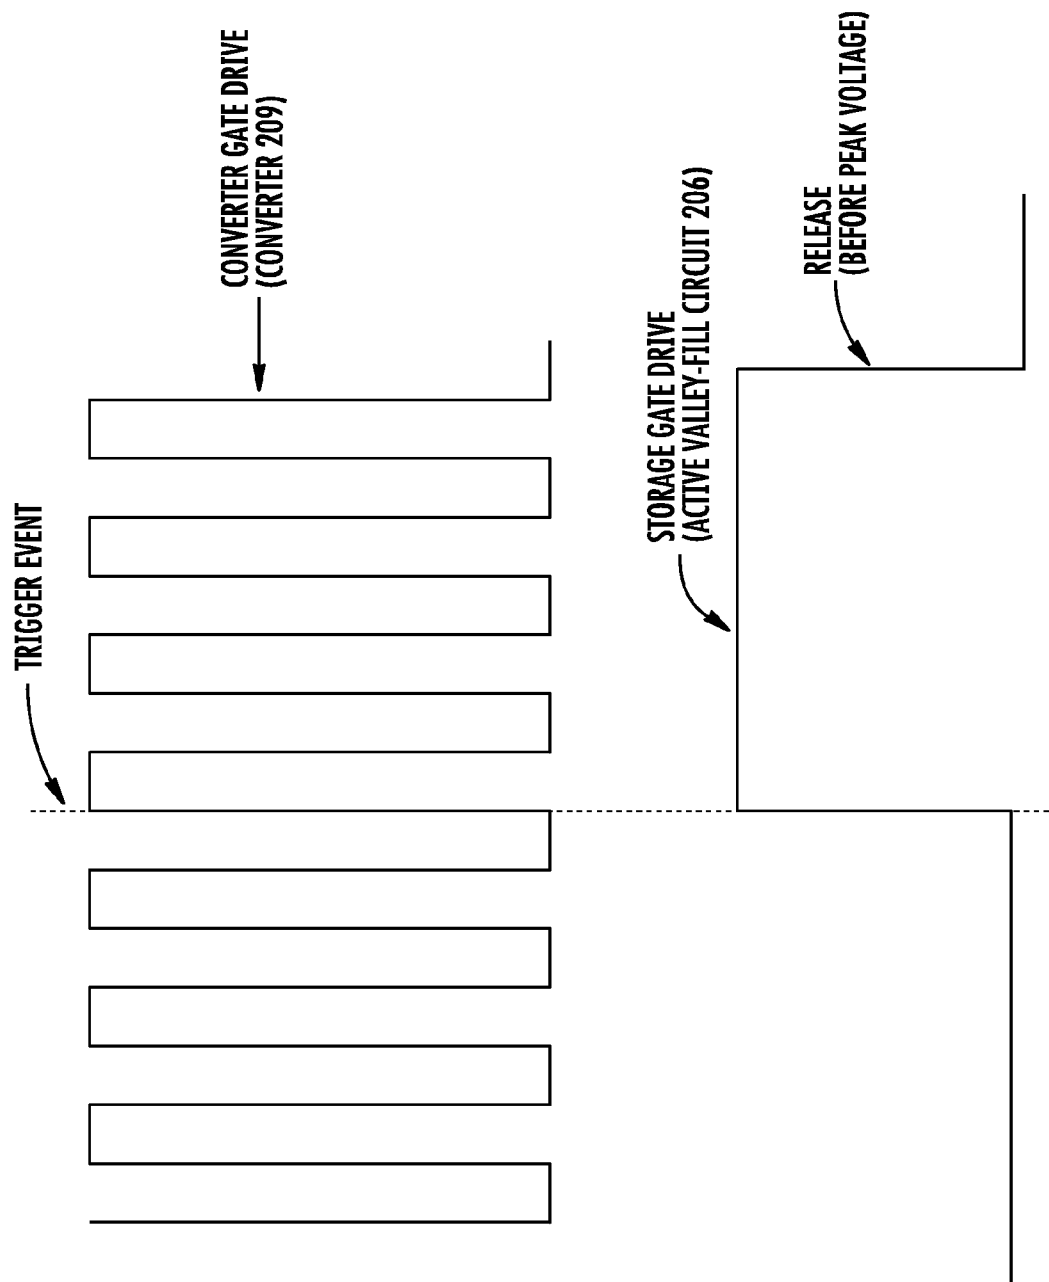 TRIGGER EVENT
CONVERTER GATE DRIVE
(CONVERTER 209)
STORAGE GATE DRIVE
(ACTIVE VALLEY-FILL CIRCUIT 206)
RELEASE
(BEFORE PEAK VOLTAGE)